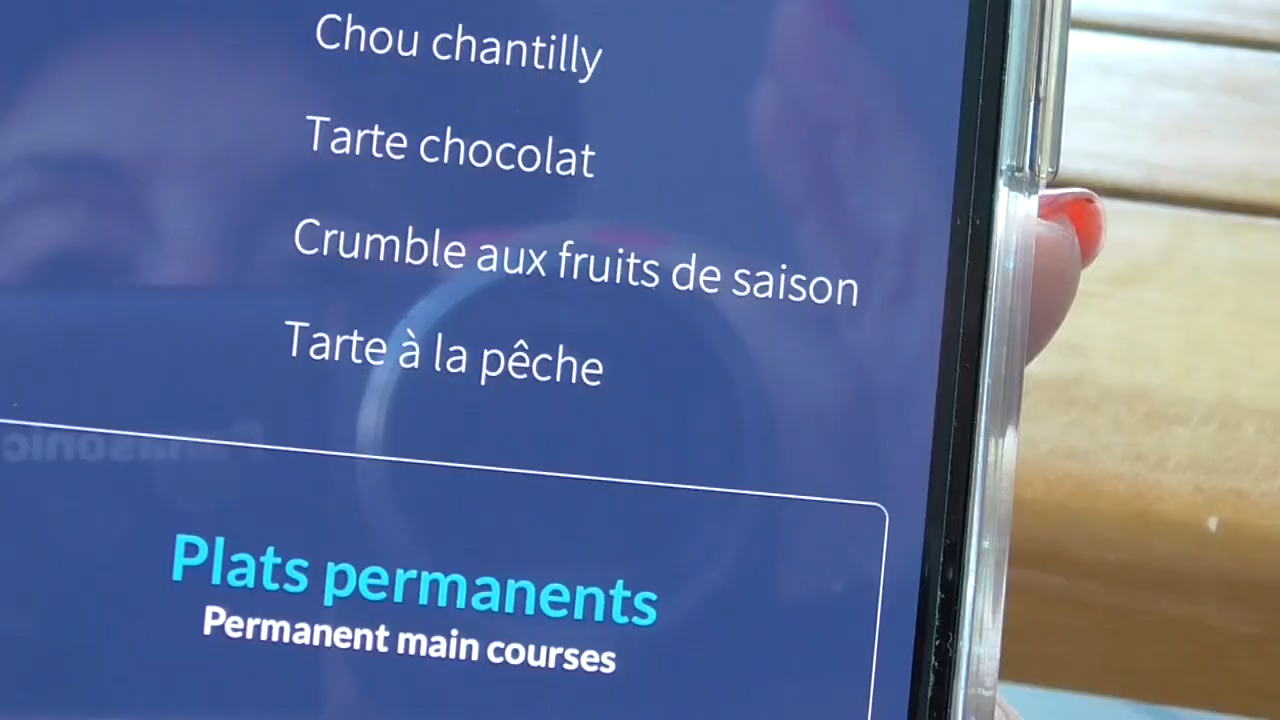 Chou chantilly
Tarte chocolat
Crumble aux fruits de saison
Tarte à la pêche
Plats permanents
Permanent main courses